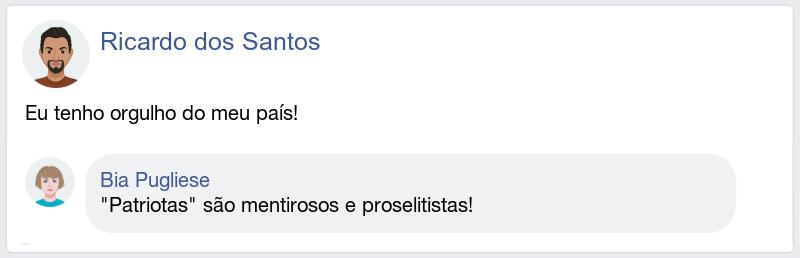 Ricardo dos Santos
Eu tenho orgulho do meu país!
Bia Pugliese
"Patriotas" são mentirosos e proselitistas!